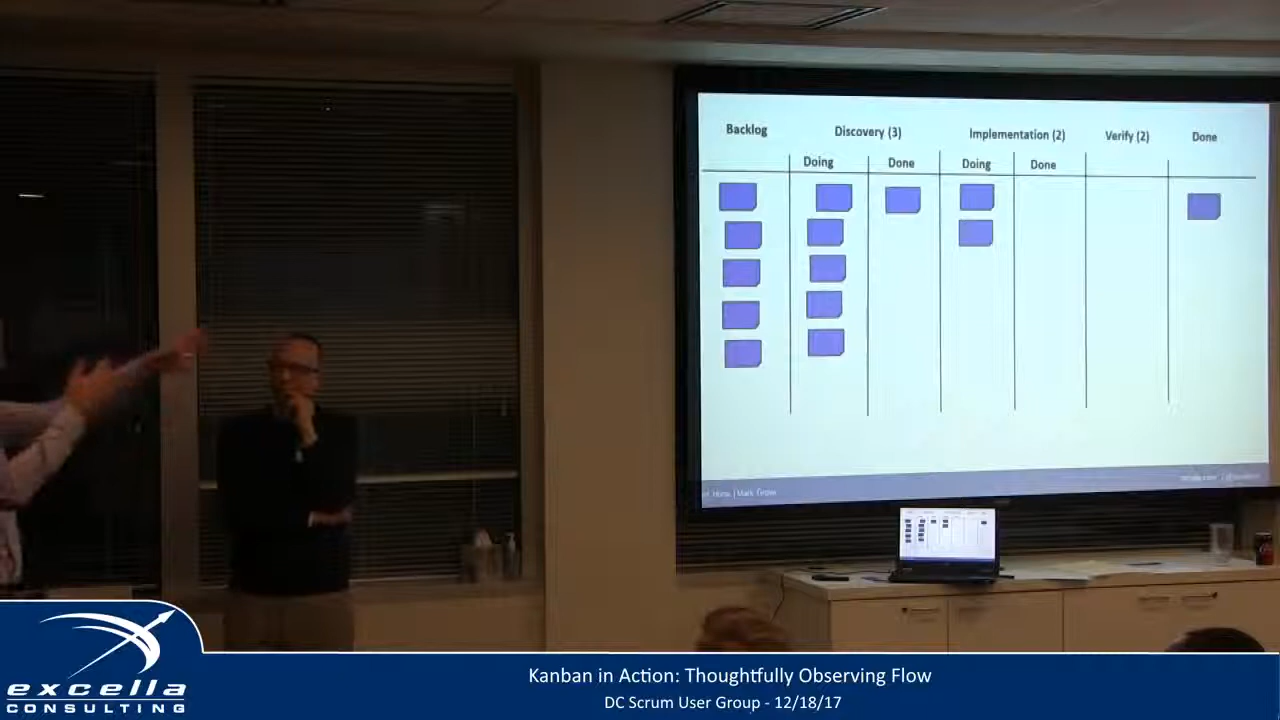 Backlog
Discovery (3)
Implementation (2)
Verify (2)
Done
Doing
Done
Doing
Done
Mark Grove
excella
CONSULTING
Kanban in Action: Thoughtfully Observing Flow
DC Scrum User Group - 12/18/17